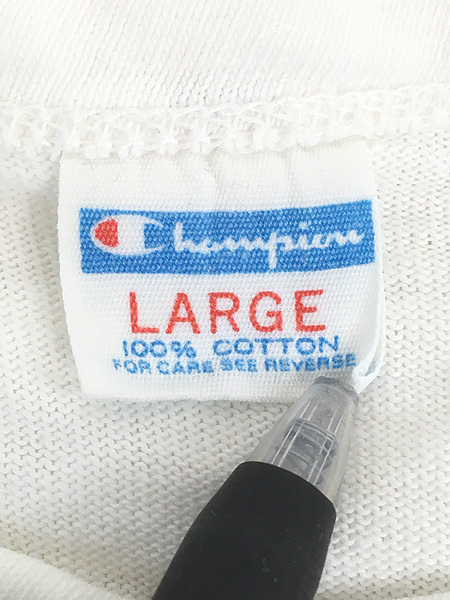 Champion
LARGE
100% COTTON
FOR CARE SEE REVERSE